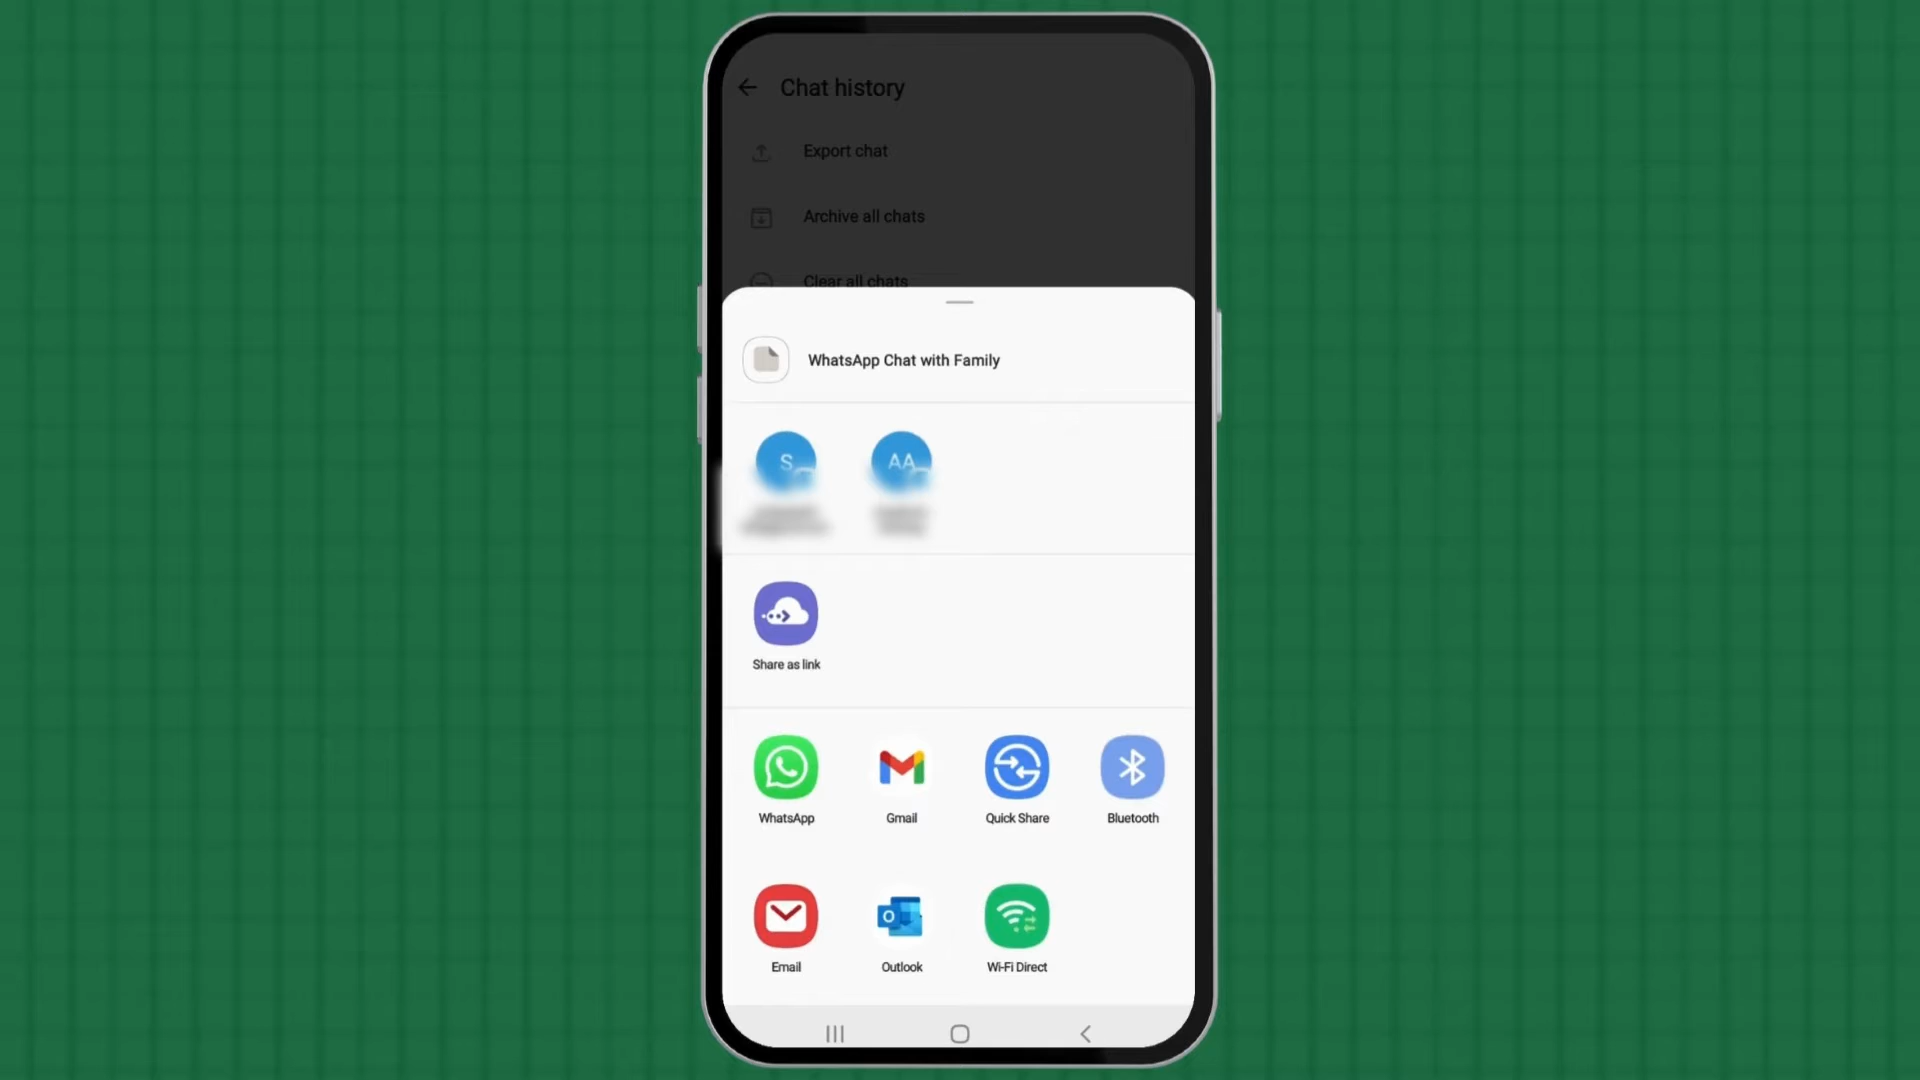 Chat history
Export chat
Archive all chats
Clear all chats
WhatsApp Chat with Family
S
AA
Share as link
WhatsApp
Gmail
Quick Share
Bluetooth
Email
Outlook
Wi-Fi Direct